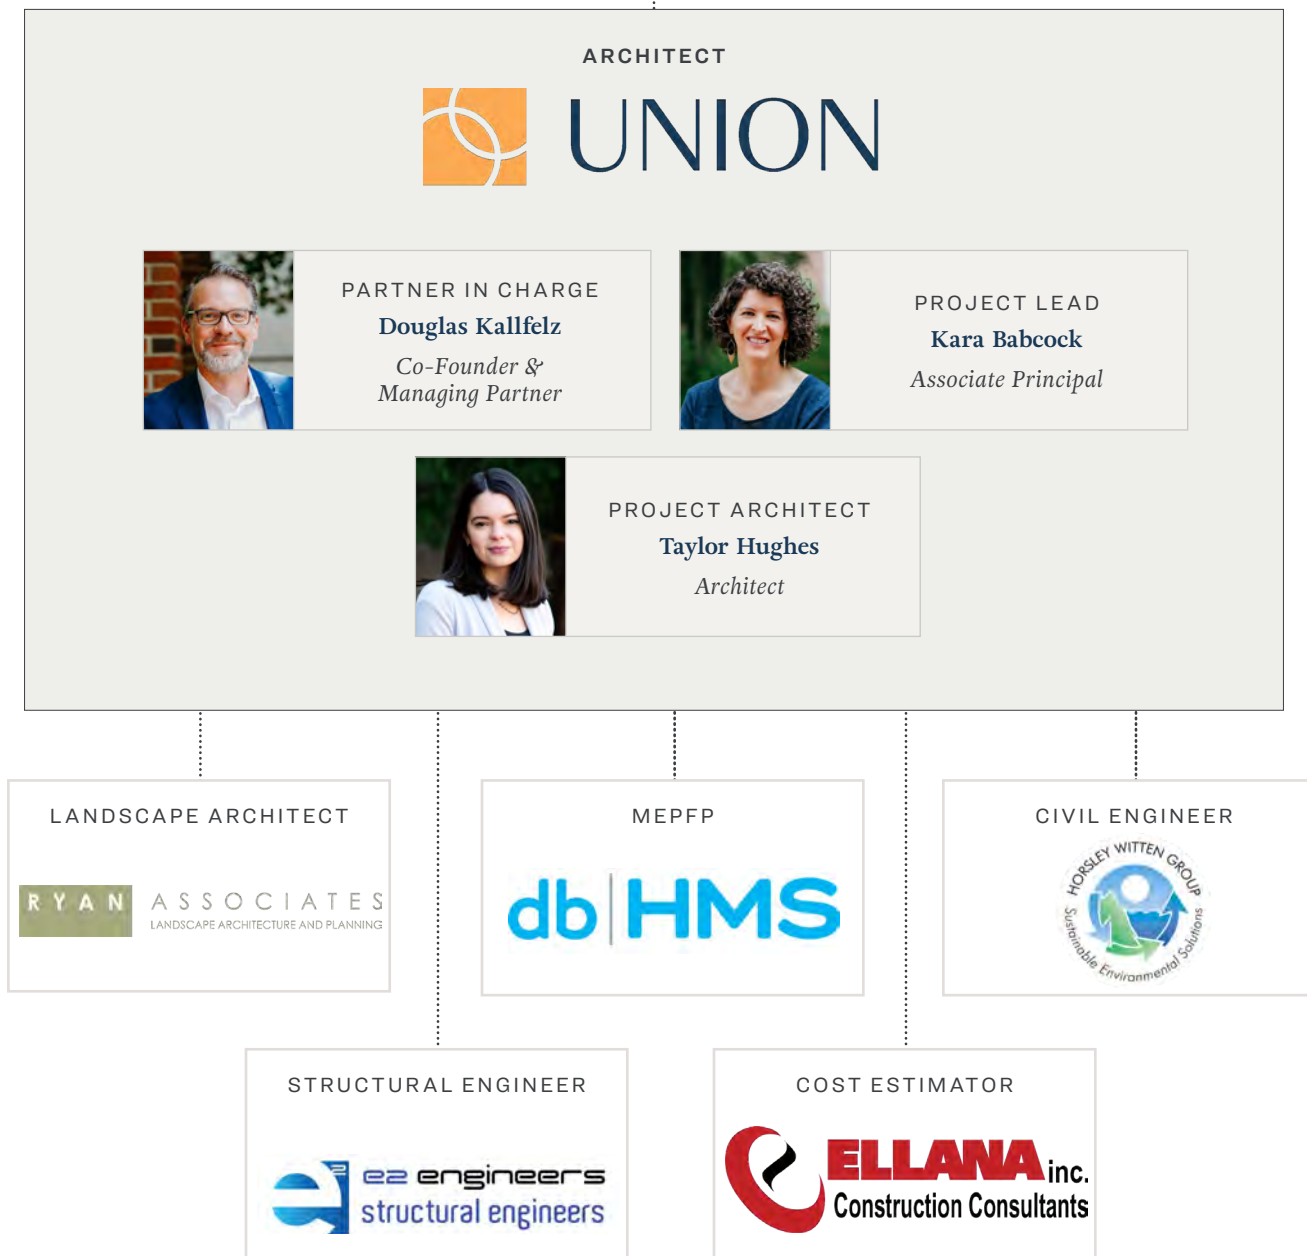 ARCHITECT
UNION
PARTNER IN CHARGE
Douglas Kallfelz
Co-Founder &
Managing Partner
PROJECT LEAD
Kara Babcock
Associate Principal
PROJECT ARCHITECT
Taylor Hughes
Architect
LANDSCAPE ARCHITECT
RYAN ASSOCIATES
LANDSCAPE ARCHITECTURE AND PLANNING
MEPFP
db|HMS
CIVIL ENGINEER
HORSLEY WITTEN GROUP
Sustainable Environmental Solutions
STRUCTURAL ENGINEER
e2 e2 engineers
structural engineers
COST ESTIMATOR
ELLANA inc.
Construction Consultants